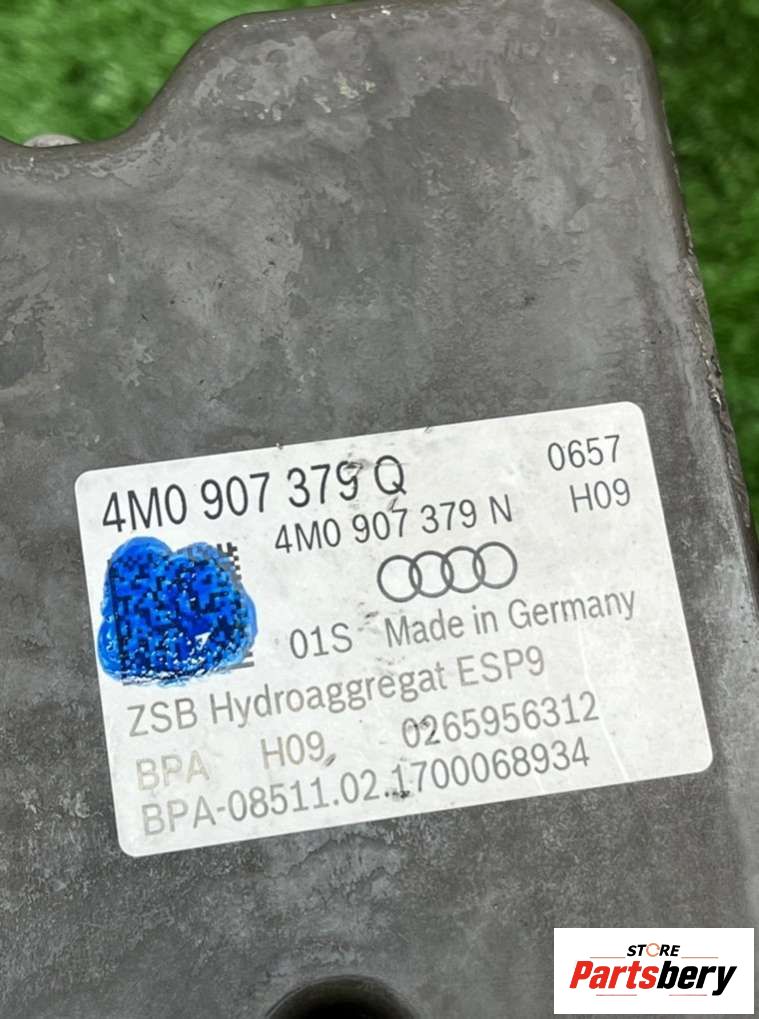 4M0 907 379 Q 0657
4M0 907 379 N H09
01S Made in Germany
ZSB Hydroaggregat ESP9
BPA H09 0265956312
BPA-08511.02.1700068934
STORE
Partsbery